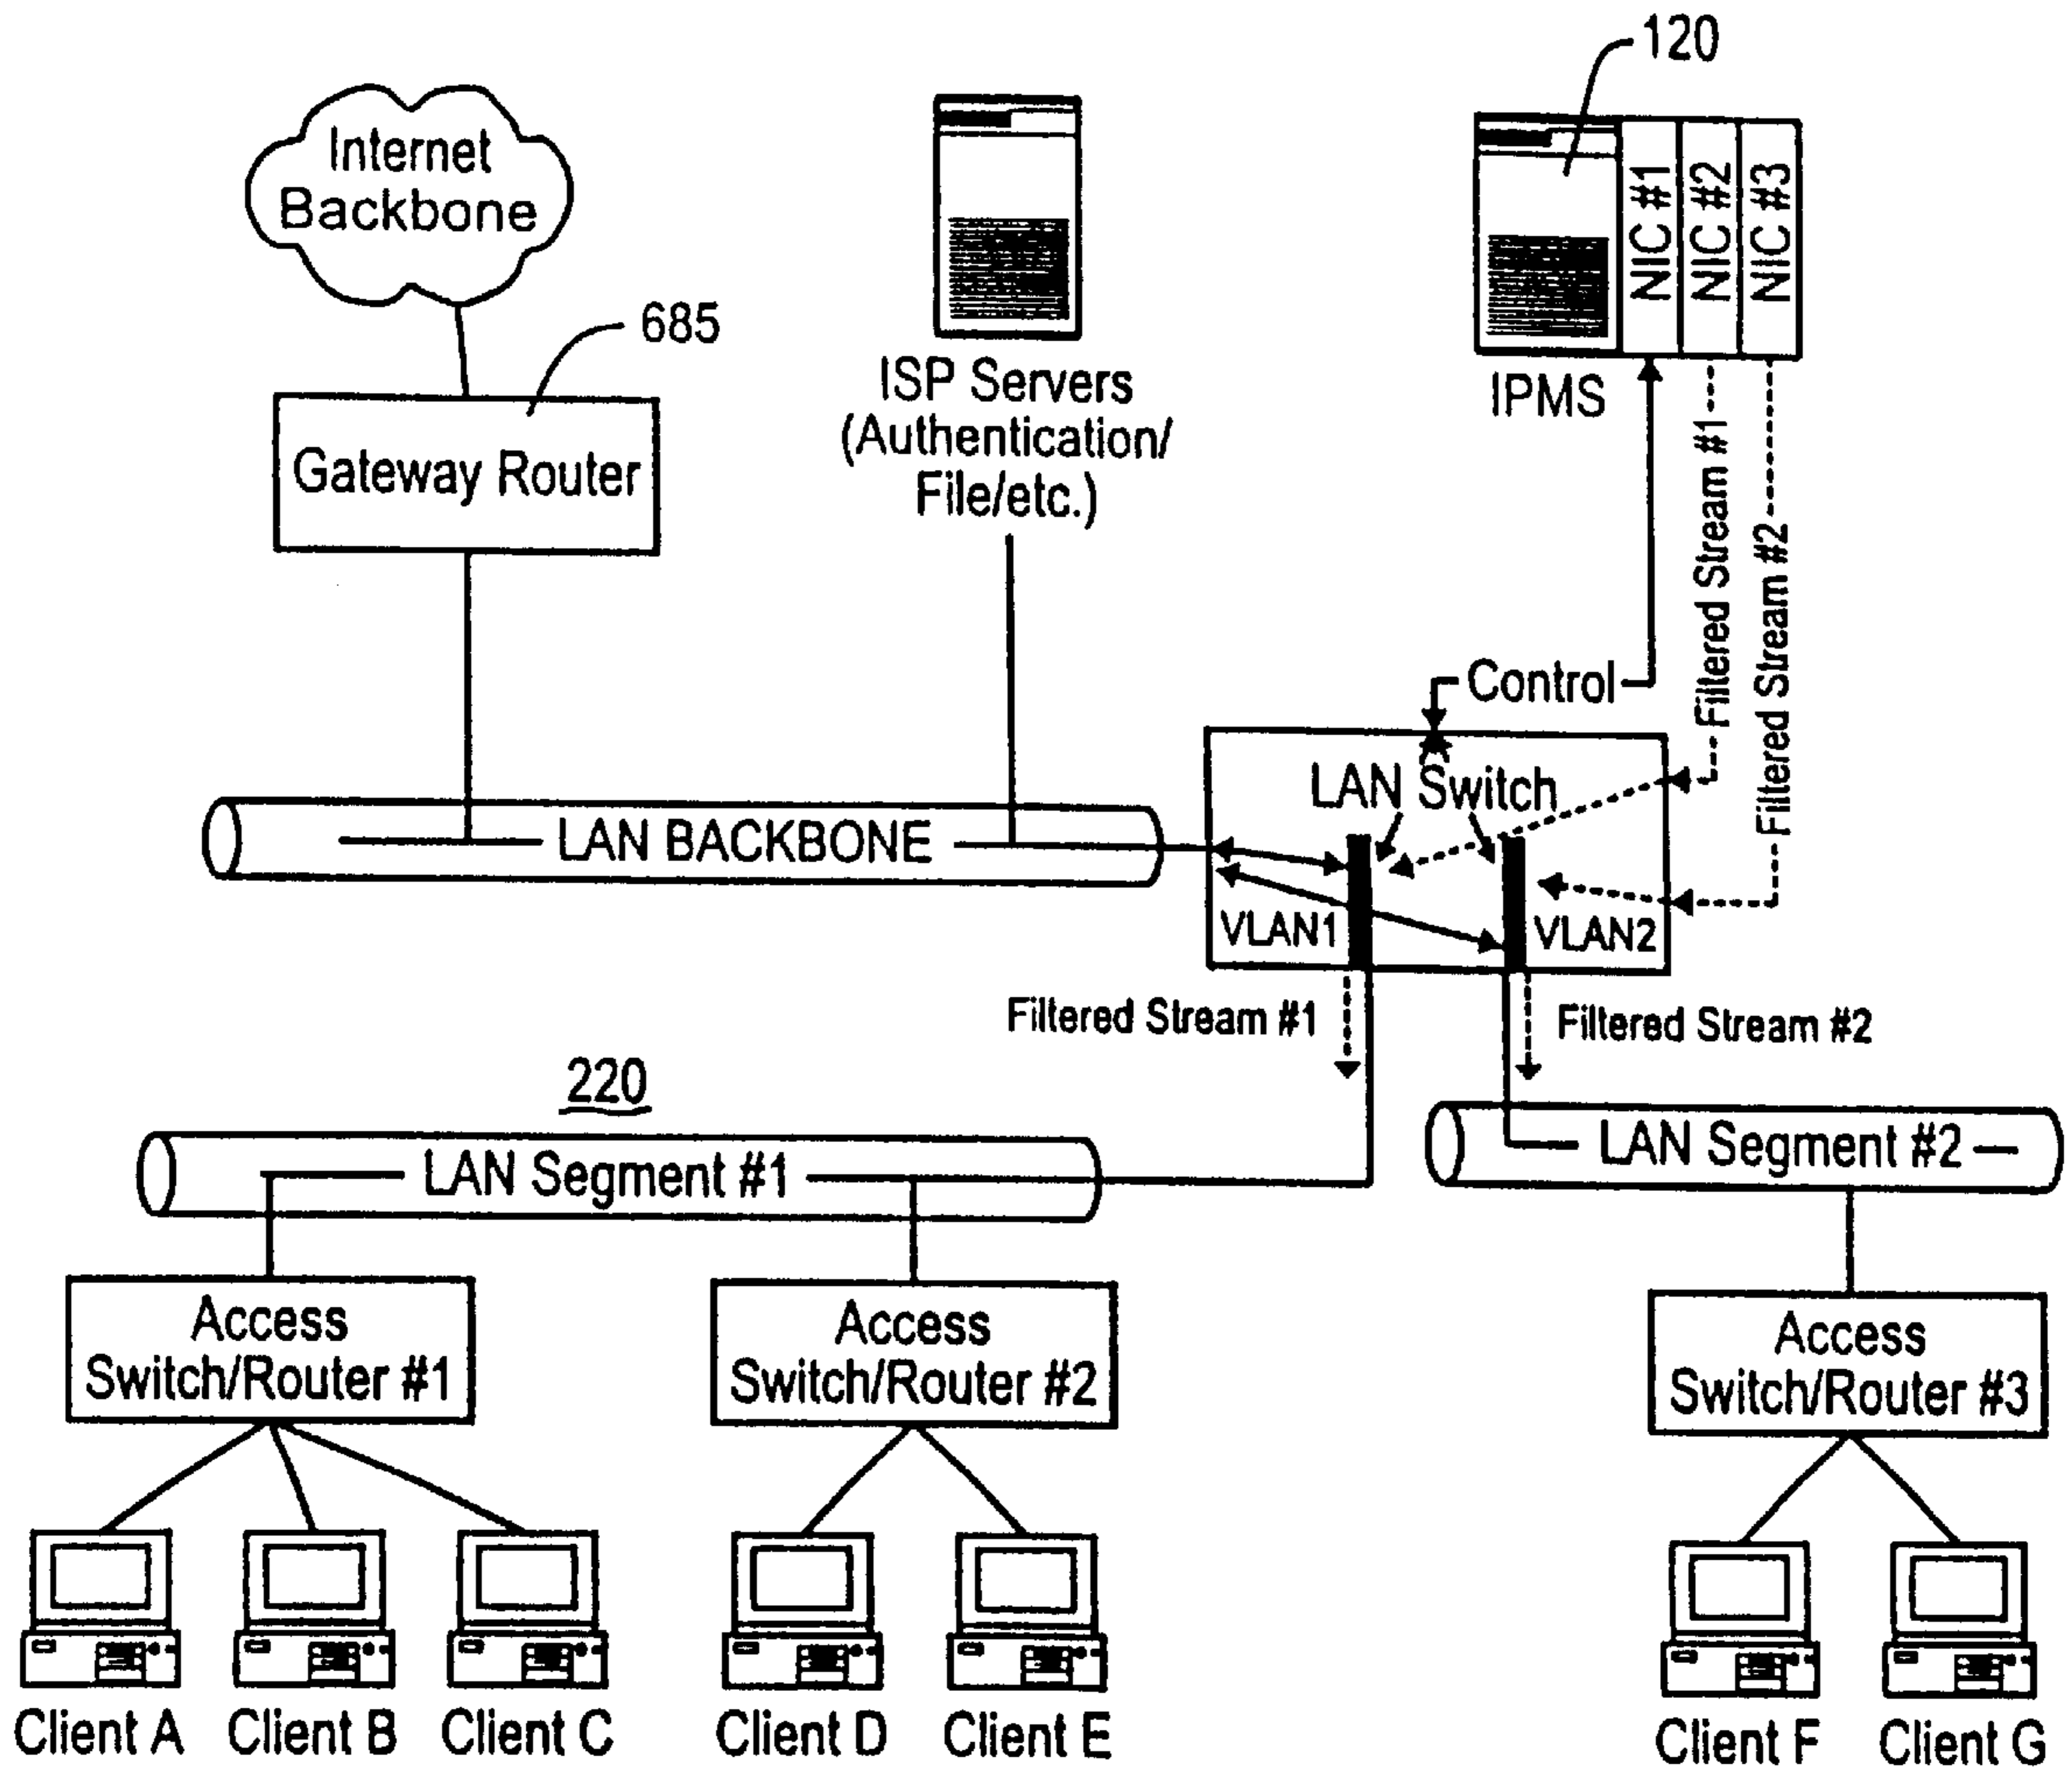 120
Internet
Backbone
NIC #1
NIC #2
NIC #3
685
ISP Servers
(Authentication/
File/etc.)
IPMS
Gateway Router
Filtered Stream #1
Filtered Stream #2
Control
LAN Switch
LAN BACKBONE
VLAN1
VLAN2
Filtered Stream #1
Filtered Stream #2
220
LAN Segment #1
LAN Segment #2
Access
Switch/Router #1
Access
Switch/Router #2
Access
Switch/Router #3
Client A
Client B
Client C
Client D
Client E
Client F
Client G